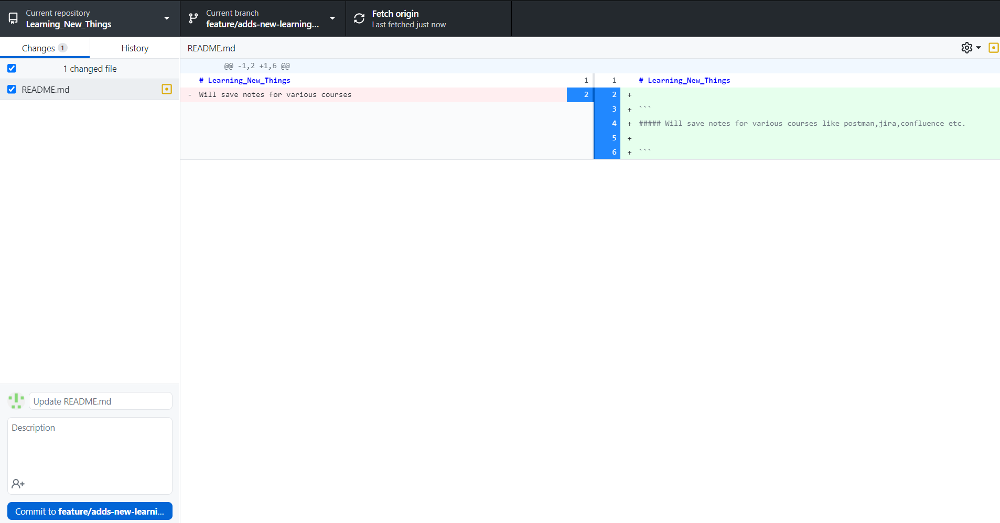 Current repository
Learning_New_Things
Current branch
feature/adds-new-learning...
Fetch origin
Last fetched just now
Changes 1
History
1 changed file
README.md
README.md
@@ -1,2 +1,6 @@
# Learning_New_Things 1
- Will save notes for various courses 2
1 # Learning_New_Things
2 +
3 + ```
4 + ##### Will save notes for various courses like postman,jira,confluence etc.
5 +
6 + ```
Update README.md
Description
Commit to feature/adds-new-learni...